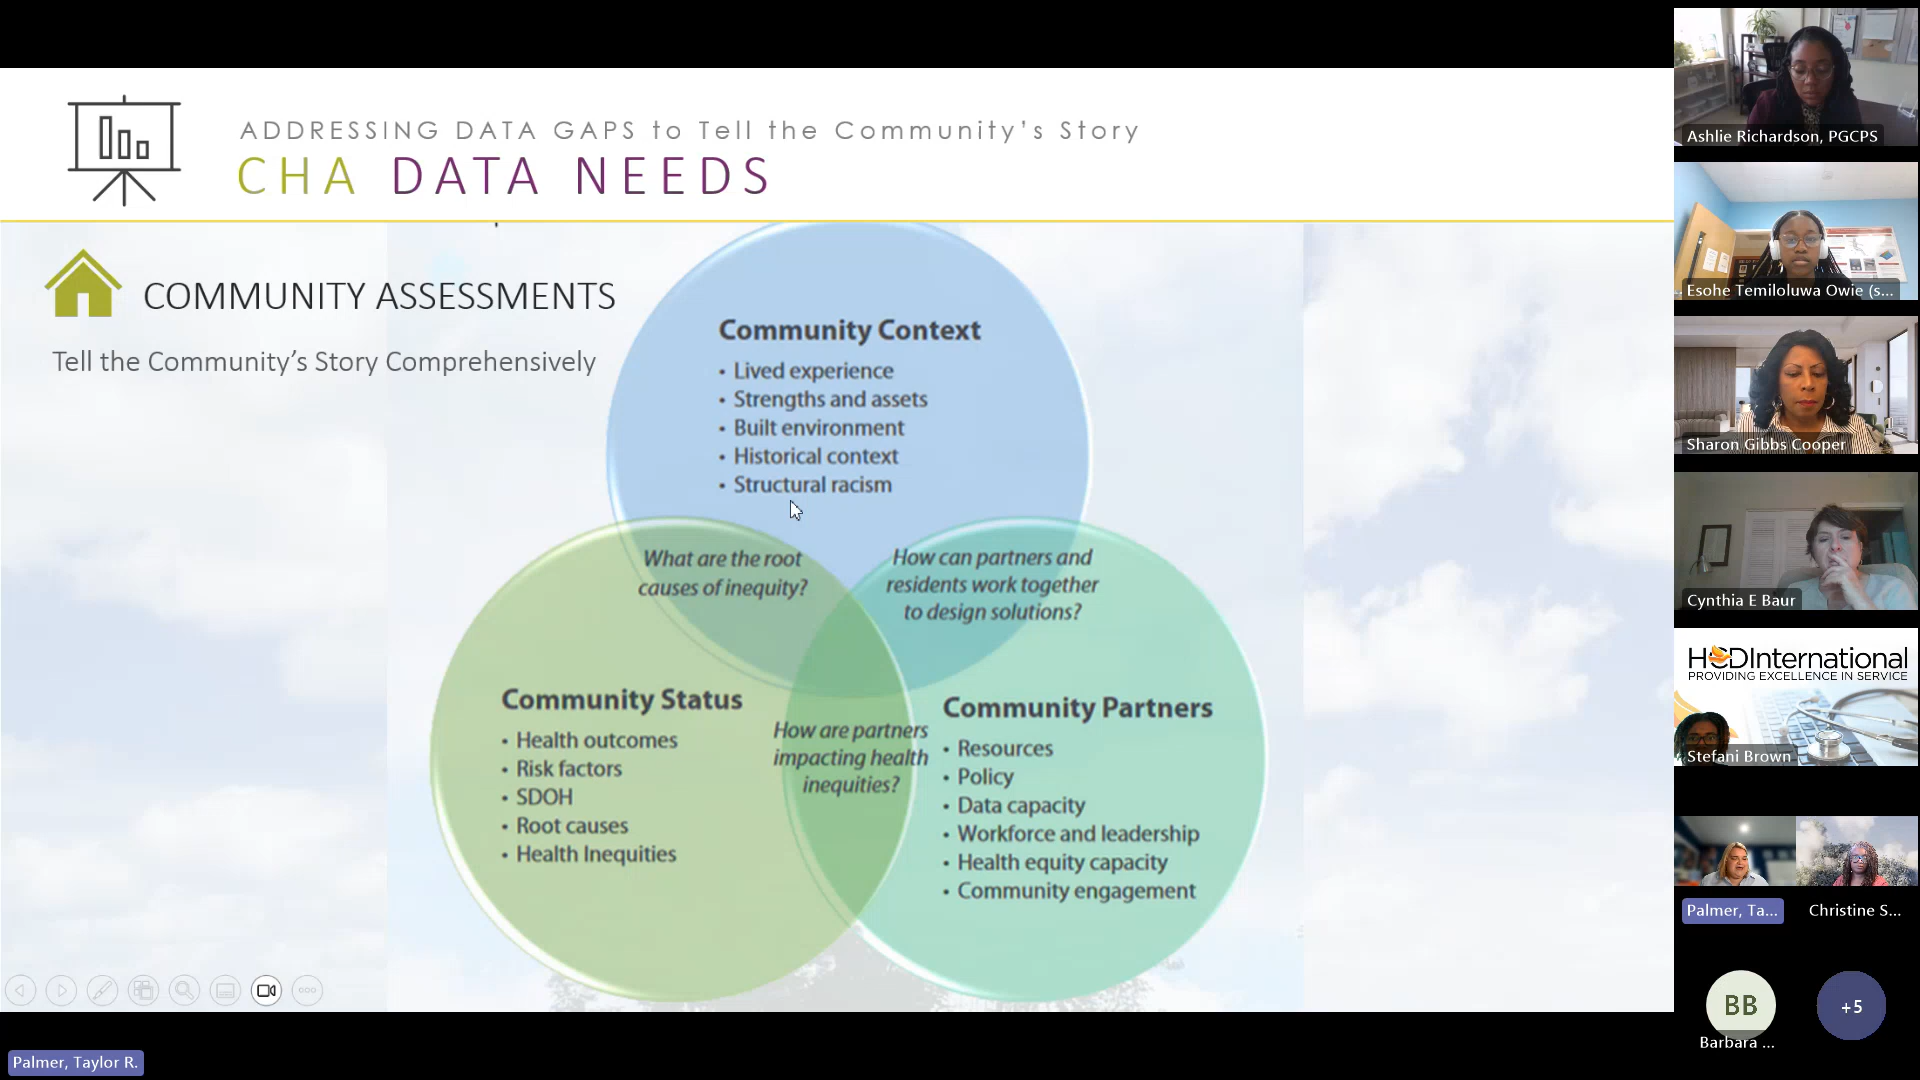 ADDRESSING DATA GAPS to Tell the Community's Story
CHA DATA NEEDS
COMMUNITY ASSESSMENTS
Tell the Community's Story Comprehensively
Community Context
• Lived experience
• Strengths and assets
• Built environment
• Historical context
• Structural racism
What are the root
causes of inequity?
How can partners and
residents work together
to design solutions?
Community Status
• Health outcomes
• Risk factors
• SDOH
• Root causes
• Health Inequities
How are partners
impacting health
inequities?
Community Partners
• Resources
• Policy
• Data capacity
• Workforce and leadership
• Health equity capacity
• Community engagement
Palmer, Taylor R.
Ashlie Richardson, PGCPS
Esohe Temiloluwa Owie (s...
Sharon Gibbs Cooper
Cynthia E Baur
HSDInternational
PROVIDING EXCELLENCE IN SERVICE
Stefani Brown
Palmer, Ta...
Christine S...
BB
Barbara ...
+5